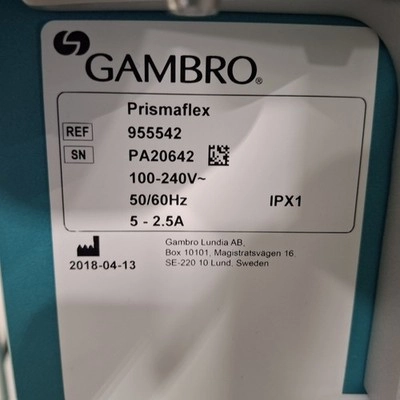 GAMBRO®
Prismaflex
REF 955542
SN PA20642
100-240V~
50/60Hz IPX1
5 - 2.5A
2018-04-13
Gambro Lundia AB,
Box 10101, Magistratsvägen 16,
SE-220 10 Lund, Sweden